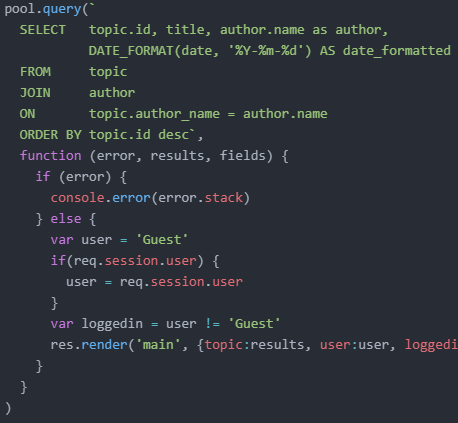 pool.query(`
  SELECT   topic.id, title, author.name as author,
           DATE_FORMAT(date, '%Y-%m-%d') AS date_formatted
  FROM     topic
  JOIN     author
  ON       topic.author_name = author.name
  ORDER BY topic.id desc`,
  function (error, results, fields) {
    if (error) {
      console.error(error.stack)
    } else {
      var user = 'Guest'
      if(req.session.user) {
        user = req.session.user
      }
      var loggedin = user != 'Guest'
      res.render('main', {topic:results, user:user, loggedi
    }
  }
)